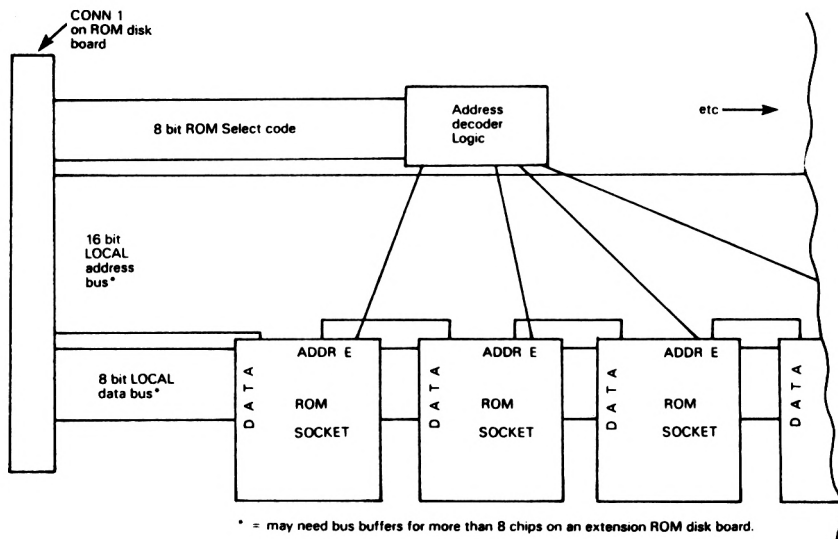 CONN 1
on ROM disk
board
8 bit ROM Select code
Address
decoder
Logic
etc
16 bit
LOCAL
address
bus*
8 bit LOCAL
data bus*
ADDR E
DATA
ROM
SOCKET
ADDR E
DATA
ROM
SOCKET
ADDR E
DATA
ROM
SOCKET
DATA
* = may need bus buffers for more than 8 chips on an extension ROM disk board.